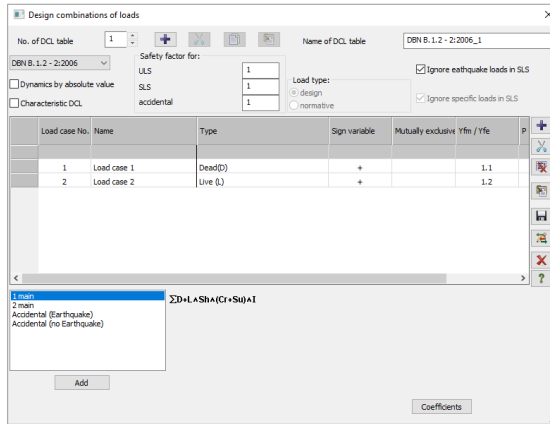 Design combinations of loads
No. of DCL table 1 Name of DCL table DBN B.1.2 - 2:2006_1
DBN B.1.2 - 2:2006
Safety factor for:
ULS 1
SLS 1
accidental 1
Dynamics by absolute value
Characteristic DCL
Load type:
design
normative
Ignore eathquake loads in SLS
Ignore specific loads in SLS
Load case No. Name Type Sign variable Mutually exclusive Yfm / Yfe P
1 Load case 1 Dead(D) + 1.1
2 Load case 2 Live (L) + 1.2
1 main
2 main
Accidental (Earthquake)
Accidental (no Earthquake)
∑D+L∧Sh∧(Cr+Su)∧I
Add
Coefficients